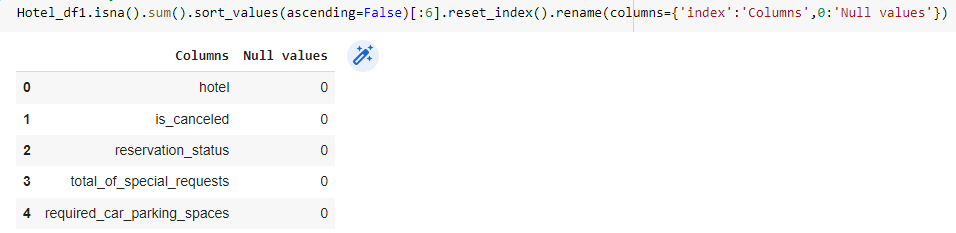 Hotel_df1.isna().sum().sort_values(ascending=False)[:6].reset_index().rename(columns={'index':'Columns',0:'Null values'})
Columns Null values
0 hotel 0
1 is_canceled 0
2 reservation_status 0
3 total_of_special_requests 0
4 required_car_parking_spaces 0